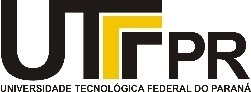 UTFPR
UNIVERSIDADE TECNOLÓGICA FEDERAL DO PARANÁ